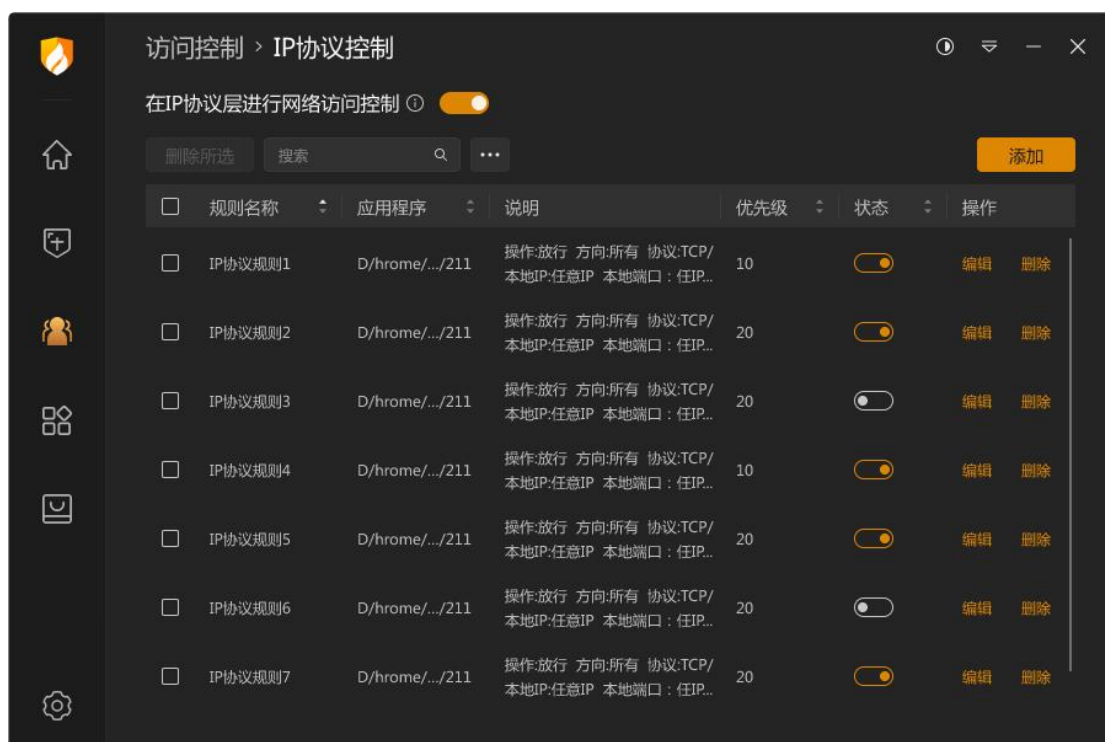 访问控制 > IP协议控制
在IP协议层进行网络访问控制
删除所选 搜索 ••• 添加
规则名称 应用程序 说明 优先级 状态 操作
IP协议规则1 D/hrome/.../211 操作:放行 方向:所有 协议:TCP/ 10 编辑 删除
本地IP:任意IP 本地端口：任IP...
IP协议规则2 D/hrome/.../211 操作:放行 方向:所有 协议:TCP/ 20 编辑 删除
本地IP:任意IP 本地端口：任IP...
IP协议规则3 D/hrome/.../211 操作:放行 方向:所有 协议:TCP/ 20 编辑 删除
本地IP:任意IP 本地端口：任IP...
IP协议规则4 D/hrome/.../211 操作:放行 方向:所有 协议:TCP/ 10 编辑 删除
本地IP:任意IP 本地端口：任IP...
IP协议规则5 D/hrome/.../211 操作:放行 方向:所有 协议:TCP/ 20 编辑 删除
本地IP:任意IP 本地端口：任IP...
IP协议规则6 D/hrome/.../211 操作:放行 方向:所有 协议:TCP/ 20 编辑 删除
本地IP:任意IP 本地端口：任IP...
IP协议规则7 D/hrome/.../211 操作:放行 方向:所有 协议:TCP/ 20 编辑 删除
本地IP:任意IP 本地端口：任IP...